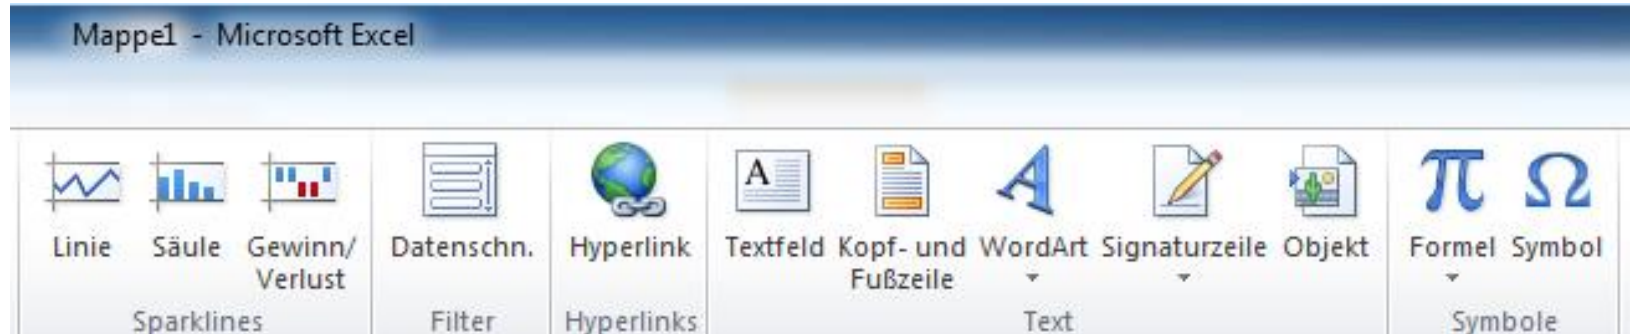 Mappe1 - Microsoft Excel
Linie Säule Gewinn/ Datenschn. Hyperlink Textfeld Kopf- und WordArt Signaturzeile Objekt Formel Symbol
Verlust Fußzeile
Sparklines Filter Hyperlinks Text Symbole